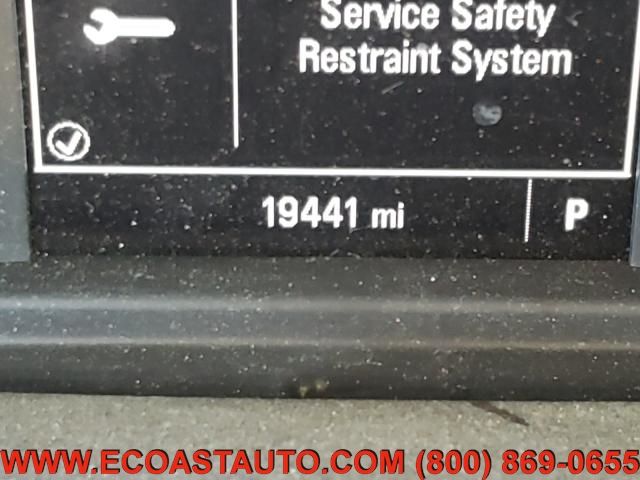 Service Safety
Restraint System
19441 mi
P
WWW.ECOASTAUTO.COM (800) 869-0655